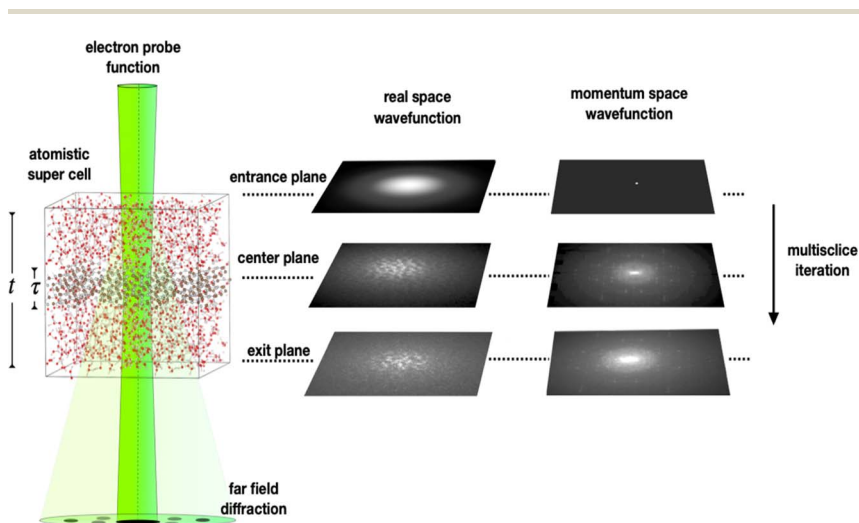 electron probe
function
real space
wavefunction
momentum space
wavefunction
atomistic
super cell
entrance plane
center plane
multisclice
iteration
t
τ
exit plane
far field
diffraction